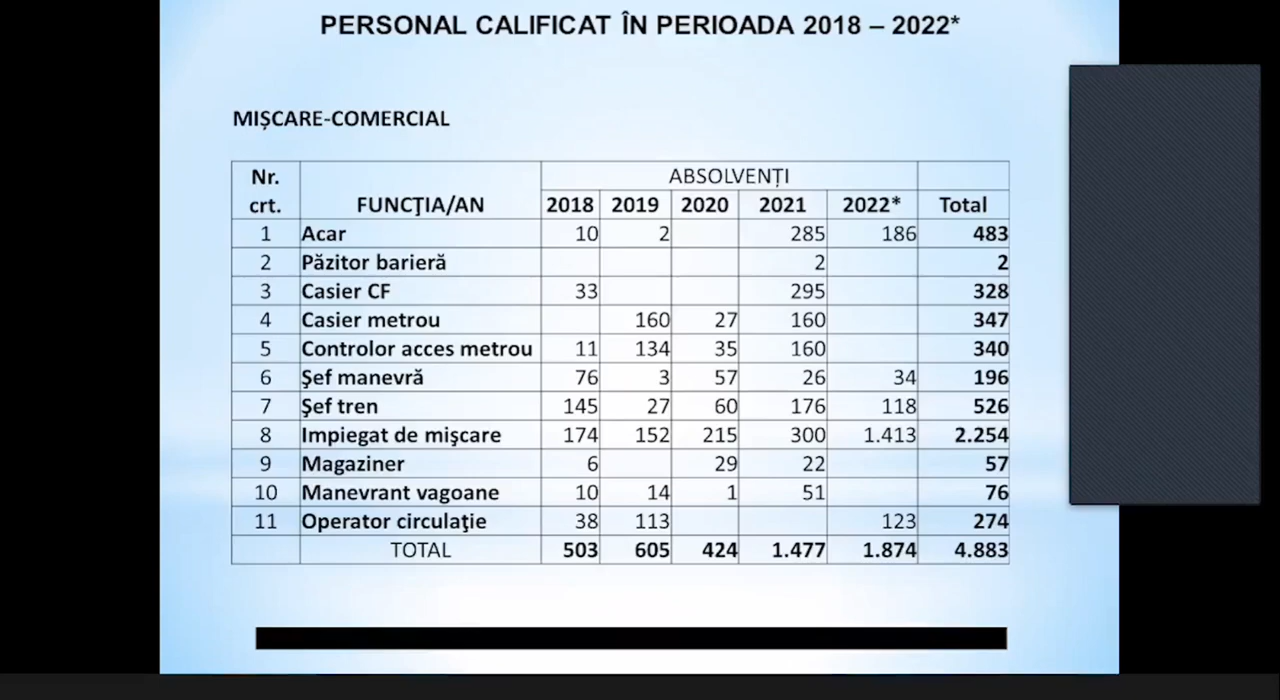 PERSONAL CALIFICAT ÎN PERIOADA 2018 – 2022*
MIȘCARE-COMERCIAL
Nr. crt. FUNCŢIA/AN ABSOLVENȚI
2018 2019 2020 2021 2022* Total
1 Acar 10 2 285 186 483
2 Păzitor barieră 2 2
3 Casier CF 33 295 328
4 Casier metrou 160 27 160 347
5 Controlor acces metrou 11 134 35 160 340
6 Şef manevră 76 3 57 26 34 196
7 Şef tren 145 27 60 176 118 526
8 Impiegat de mişcare 174 152 215 300 1.413 2.254
9 Magaziner 6 29 22 57
10 Manevrant vagoane 10 14 1 51 76
11 Operator circulaţie 38 113 123 274
TOTAL 503 605 424 1.477 1.874 4.883